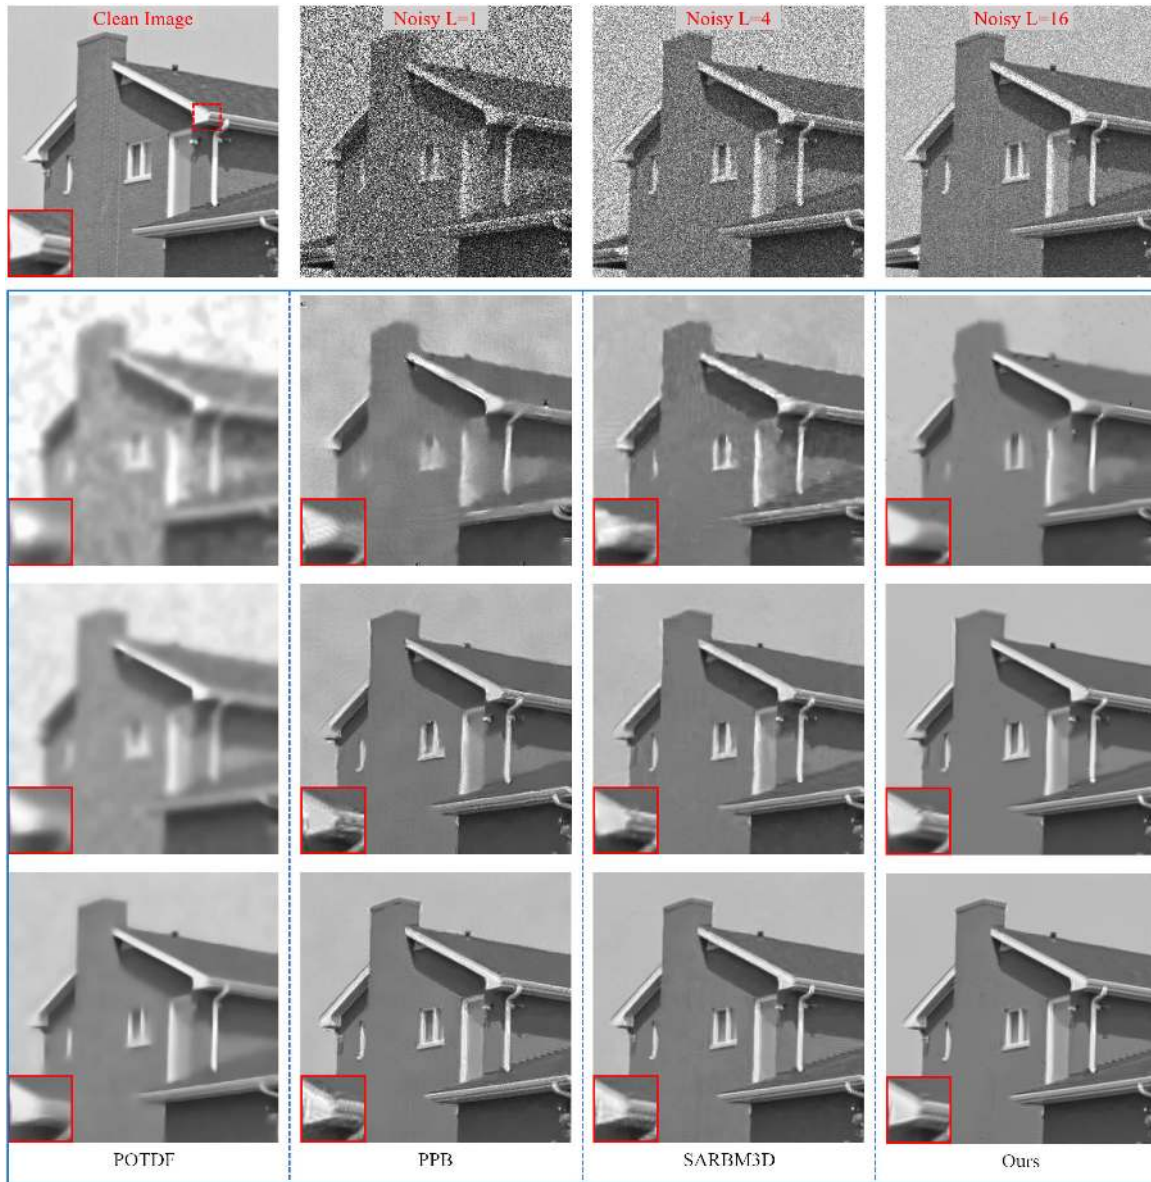 Clean Image
Noisy L=1
Noisy L=4
Noisy L=16
POTDF
PPB
SARBM3D
Ours